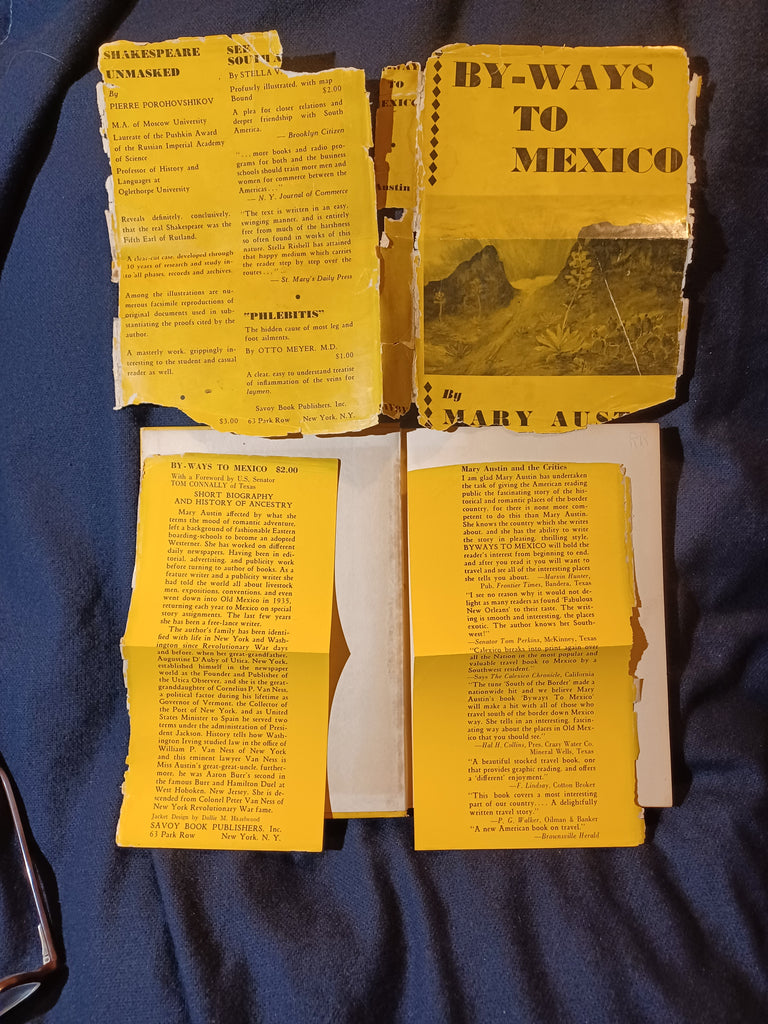 SHAKESPEARE
UNMASKED
By
PIERRE POROHOVSHIKOV
M.A. of Moscow University
Laureate of the Pushkin Award
of the Russian Imperial Academy
of Science
Professor of History and
Languages at
Oglethorpe University
Reveals definitely, conclusively,
that the real Shakespeare was the
Fifth Earl of Rutland.
A clear-cut case, developed through
30 years of research and study in-
to all phases, records and archives.
Among the illustrations are nu-
merous facsimile reproductions of
original documents used in sub-
stantiating the proofs cited by the
author.
A masterly work, grippingly in-
teresting to the student and casual
reader as well.
$3.00
SEE
SOUTH A
By STELLA
Profusely illustrated, with map
Bound $2.00
A plea for closer relations and
deeper friendship with South
America.
— Brooklyn Citizen
"...more books and radio pro-
grams for both and the business
schools should train more men and
women for commerce between the
Americas..."
— N. Y. Journal of Commerce
"The text is written in an easy,
swinging manner, and is entirely
free from much of the harshness
so often found in works of this
nature. Stella Risbell has attained
that happy medium which carries
the reader step by step over the
routes..." —
— St. Mary's Daily Press
"PHLEBITIS"
The hidden cause of most leg and
foot ailments.
By OTTO MEYER, M.D.
$1.00
A clear, easy to understand treatise
of inflammation of the veins for
laymen.
Savoy Book Publishers, Inc.
63 Park Row New York, N.Y.
TO
EXICO
Austin
BY-WAYS
TO
MEXICO
By
MARY AUST
BY-WAYS TO MEXICO $2.00
With a Foreword by U.S. Senator
TOM CONNALLY of Texas
SHORT BIOGRAPHY
AND HISTORY OF ANCESTRY
Mary Austin affected by what she
terms the mood of romantic adventure,
left a background of fashionable Eastern
boarding-schools to become an adopted
Westerner. She has worked on different
daily newspapers. Having been in edi-
torial, advertising, and publicity work
before turning to author of books. As a
feature writer and a publicity writer she
had told the world all about livestock
men, expositions, conventions, and even
went down into Old Mexico in 1935,
returning each year to Mexico on special
story assignments. The last few years
she has been a free-lance writer.
The author's family has been identi-
fied with life in New York and Wash-
ington since Revolutionary War days
and before, when her great-grandfather,
Augustine D'Auby of Utica, New York,
established himself in the newspaper
world as the Founder and Publisher of
the Utica Observer, and she is the great-
granddaughter of Cornelius P. Van Ness,
a political factor during his lifetime as
Governor of Vermont, the Collector of
the Port of New York, and as United
States Minister to Spain he served two
terms under the administration of Presi-
dent Jackson. History tells how Wash-
ington Irving studied law in the office of
William P. Van Ness of New York
and this eminent lawyer Van Ness is
Miss Austin's great-great-uncle, further-
more, he was Aaron Burr's second in
the famous Burr and Hamilton Duel at
West Hoboken, New Jersey. She is de-
scended from Colonel Peter Van Ness of
New York Revolutionary War fame.
Jacket Design by Dollie M. Hazelwood
SAVOY BOOK PUBLISHERS, Inc.
63 Park Row New York, N. Y.
Mary Austin and the Critics
I am glad Mary Austin has undertaken
the task of giving the American reading
public the fascinating story of the his-
torical and romantic places of the border
country, for there is none more com-
petent to do this than Mary Austin.
She knows the country which she writes
about, and she has the ability to write
the story in pleasing, thrilling style.
BYWAYS TO MEXICO will hold the
reader's interest from beginning to end,
and after you read it you will want to
travel and see all of the interesting places
she tells you about. —Marvin Hunter,
Pub. Frontier Times, Bandera, Texas
"I see no reason why it would not de-
light as many readers as found 'Fabulous
New Orleans' to their taste. The writ-
ing is smooth and interesting, the places
exotic. The author knows her South-
west!"
—Senator Tom Perkins, McKinney, Texas
"Calexico breaks into print again over
all the Nation in the most popular and
valuable travel book to Mexico by a
Southwest resident."
—Says The Calexico Chronicle, California
"The tune 'South of the Border' made a
nationwide hit and we believe Mary
Austin's book 'Byways To Mexico'
will make a hit with all of those who
travel south of the border down Mexico
way. She tells in an interesting, fascin-
ating way about the places in Old Mex-
ico that you should see."
—Hal H. Collins, Pres. Crazy Water Co.
Mineral Wells, Texas
"A beautiful stocked travel book, one
that provides graphic reading, and offers
a 'different' enjoyment."
—F. Lindsay, Cotton Broker
"This book covers a most interesting
part of our country.... A delightfully
written travel story."
—P. G. Walker, Oilman & Banker
"A new American book on travel."
—Brownsville Herald